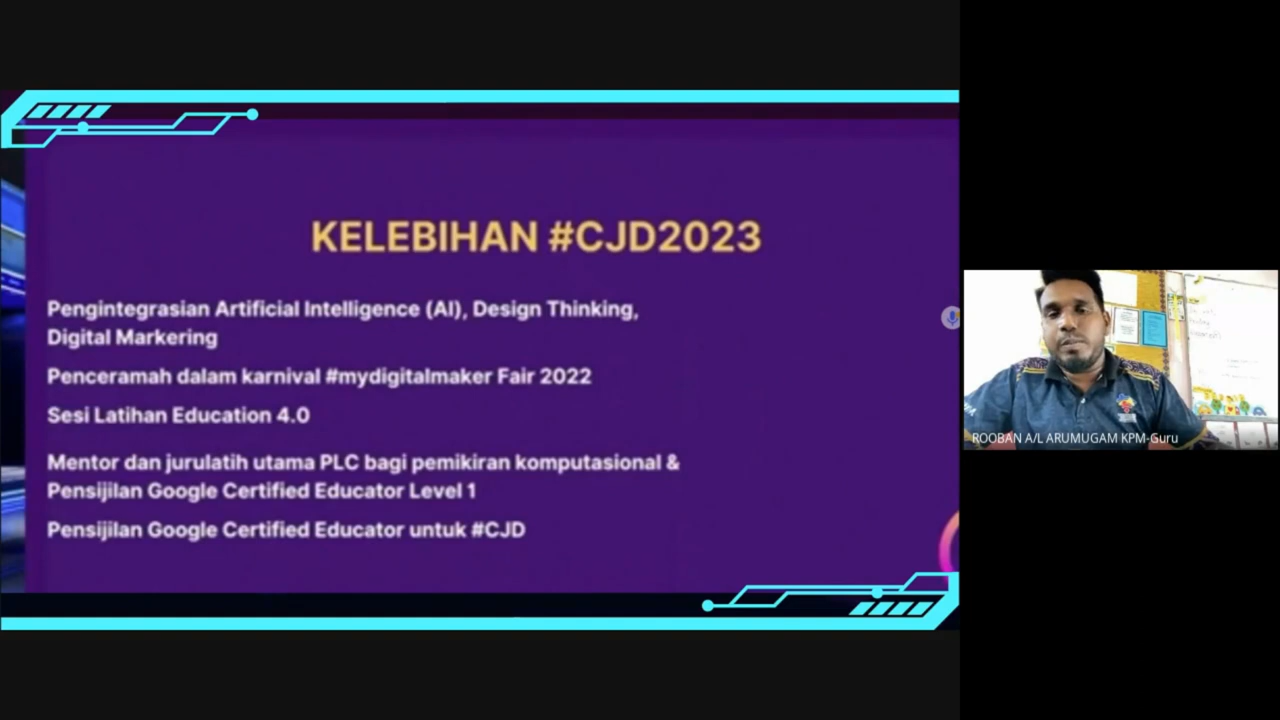 KELEBIHAN #CJD2023
Pengintegrasian Artificial Intelligence (AI), Design Thinking,
Digital Markering
Penceramah dalam karnival #mydigitalmaker Fair 2022
Sesi Latihan Education 4.0
Mentor dan jurulatih utama PLC bagi pemikiran komputasional &
Pensijilan Google Certified Educator Level 1
Pensijilan Google Certified Educator untuk #CJD
ROOBAN A/L ARUMUGAM KPM-Guru